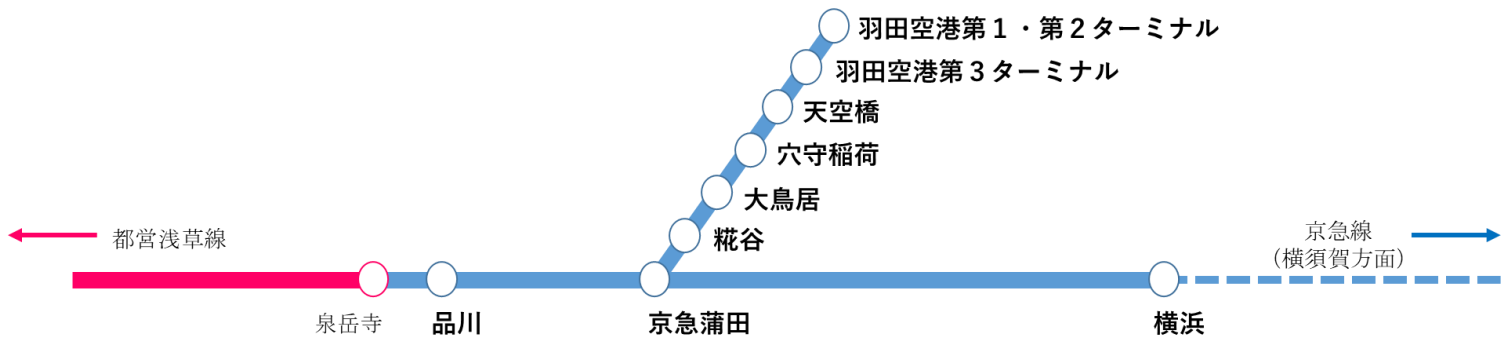 羽田空港第１・第２ターミナル
羽田空港第３ターミナル
天空橋
穴守稲荷
大鳥居
糀谷
都営浅草線
京急線
（横須賀方面）
泉岳寺
品川
京急蒲田
横浜